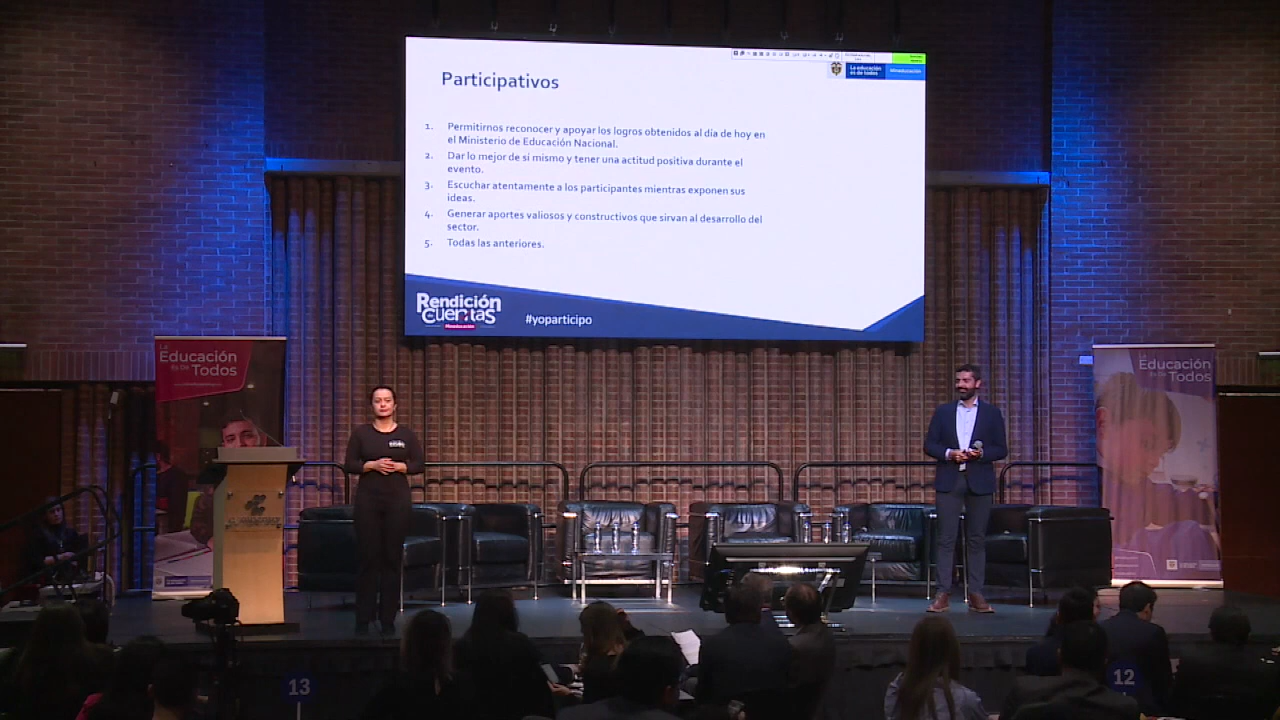 La educación
es de todos
Mineducación
Participativos
1. Permitirnos reconocer y apoyar los logros obtenidos al día de hoy en
el Ministerio de Educación Nacional.
2. Dar lo mejor de sí mismo y tener una actitud positiva durante el
evento.
3. Escuchar atentamente a los participantes mientras exponen sus
ideas.
4. Generar aportes valiosos y constructivos que sirvan al desarrollo del
sector.
5. Todas las anteriores.
Rendición
Cuentas
#yoparticipo
La
Educación
Es De
Todos
La
Educación
Es De
Todos
13
12